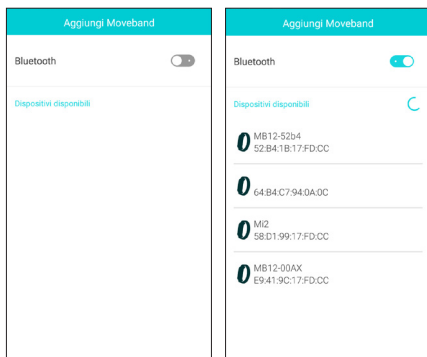 Aggiungi Moveband
Bluetooth
Dispositivi disponibili
Aggiungi Moveband
Bluetooth
Dispositivi disponibili
MB12-52b4
52:B4:1B:17:FD:CC
64:B4:C7:94:0A:0C
Mi2
58:D1:99:17:FD:CC
MB12-00AX
E9:41:9C:17:FD:CC